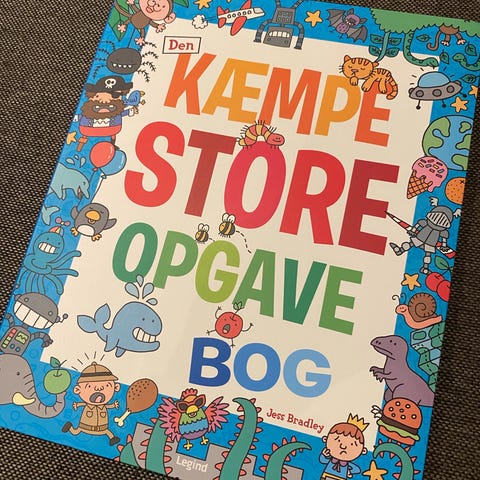 Den
KÆMPE
STORE
OPGAVE
BOG
Jess Bradley
Legind